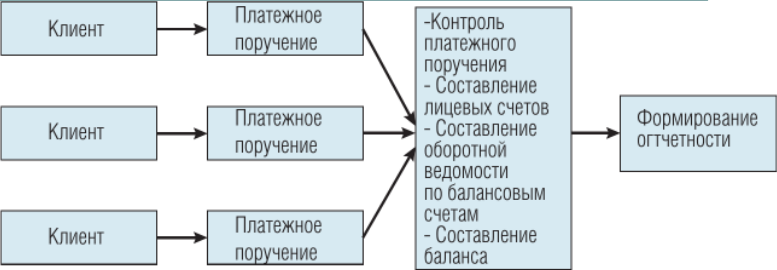 Клиент
Платежное
поручение
Клиент
Платежное
поручение
Клиент
Платежное
поручение
-Контроль
платежного
поручения
- Составление
лицевых счетов
- Составление
оборотной
ведомости
по балансовым
счетам
- Составление
баланса
Формирование
огтчетности